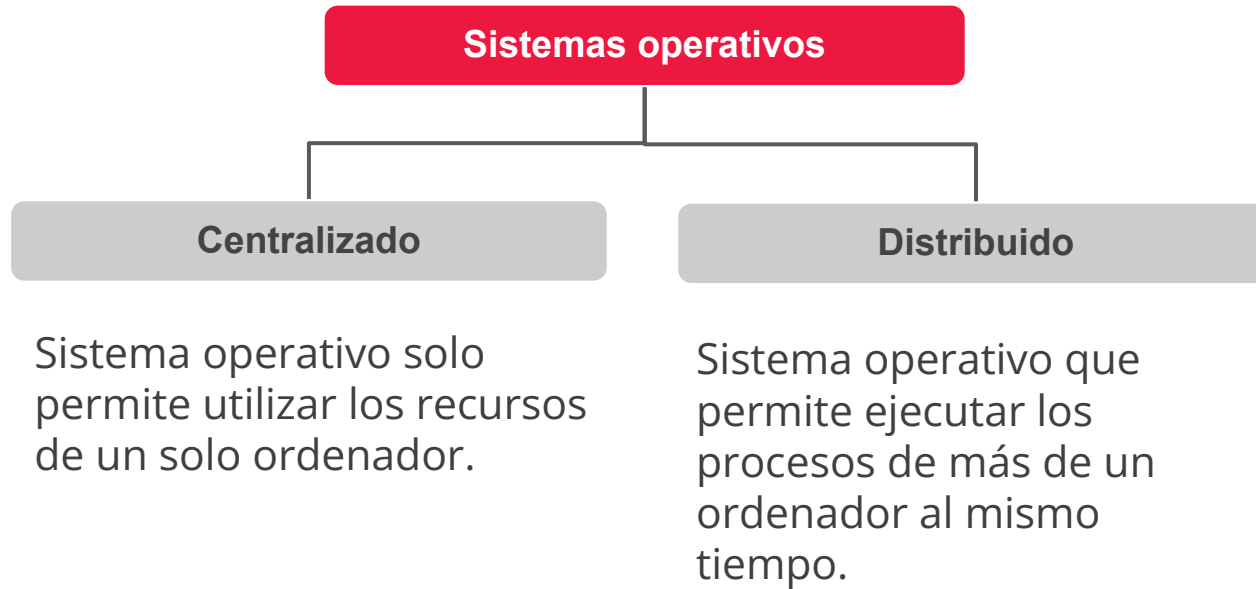 Sistemas operativos
Centralizado
Distribuido
Sistema operativo solo
permite utilizar los recursos
de un solo ordenador.
Sistema operativo que
permite ejecutar los
procesos de más de un
ordenador al mismo
tiempo.